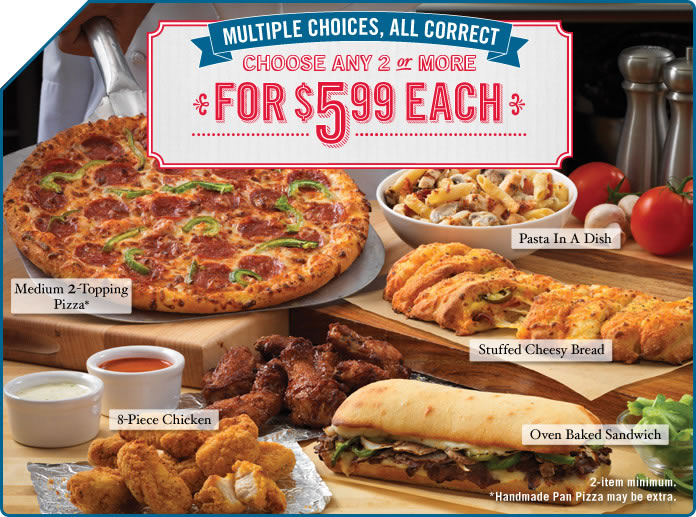 MULTIPLE CHOICES, ALL CORRECT
CHOOSE ANY 2 or MORE
FOR $5.99 EACH
Pasta In A Dish
Medium 2-Topping
Pizza*
Stuffed Cheesy Bread
8-Piece Chicken
Oven Baked Sandwich
2-item minimum.
*Handmade Pan Pizza may be extra.